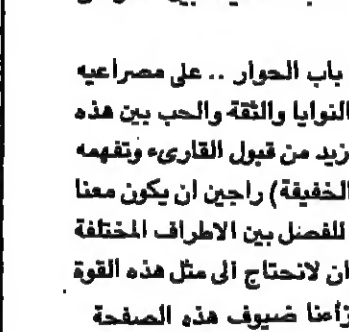 باب الحوار .. على مصراعيه
النوايا والثقة والحب بين هذه
زيد من قبول القارىء وتفهمه
الخفيفة) راجين ان يكون معنا
للفصل بين الاطراف المختلفة
ان لانحتاج الى مثل هذه القوة
ضيوف هذه الصفحة